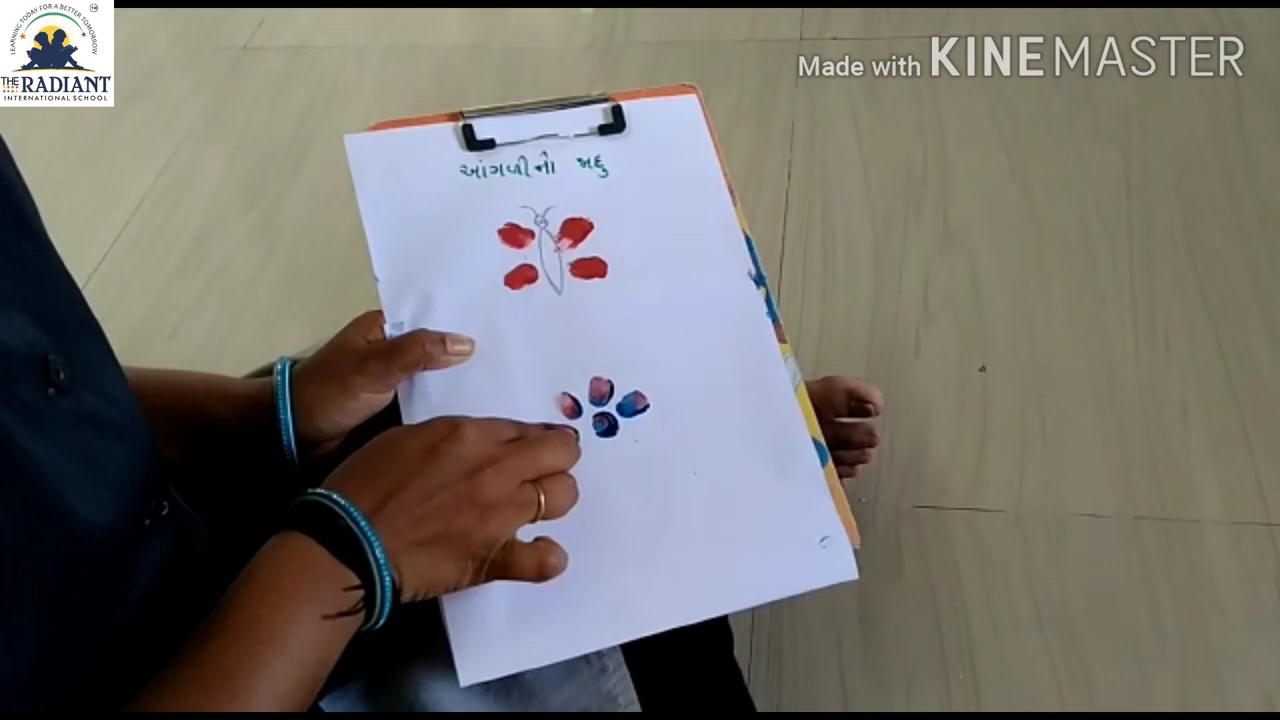 LEARNING TODAY FOR A BETTER TOMORROW
THE RADIANT
INTERNATIONAL SCHOOL
Made with KINEMASTER
આંગળીનો જાદુ